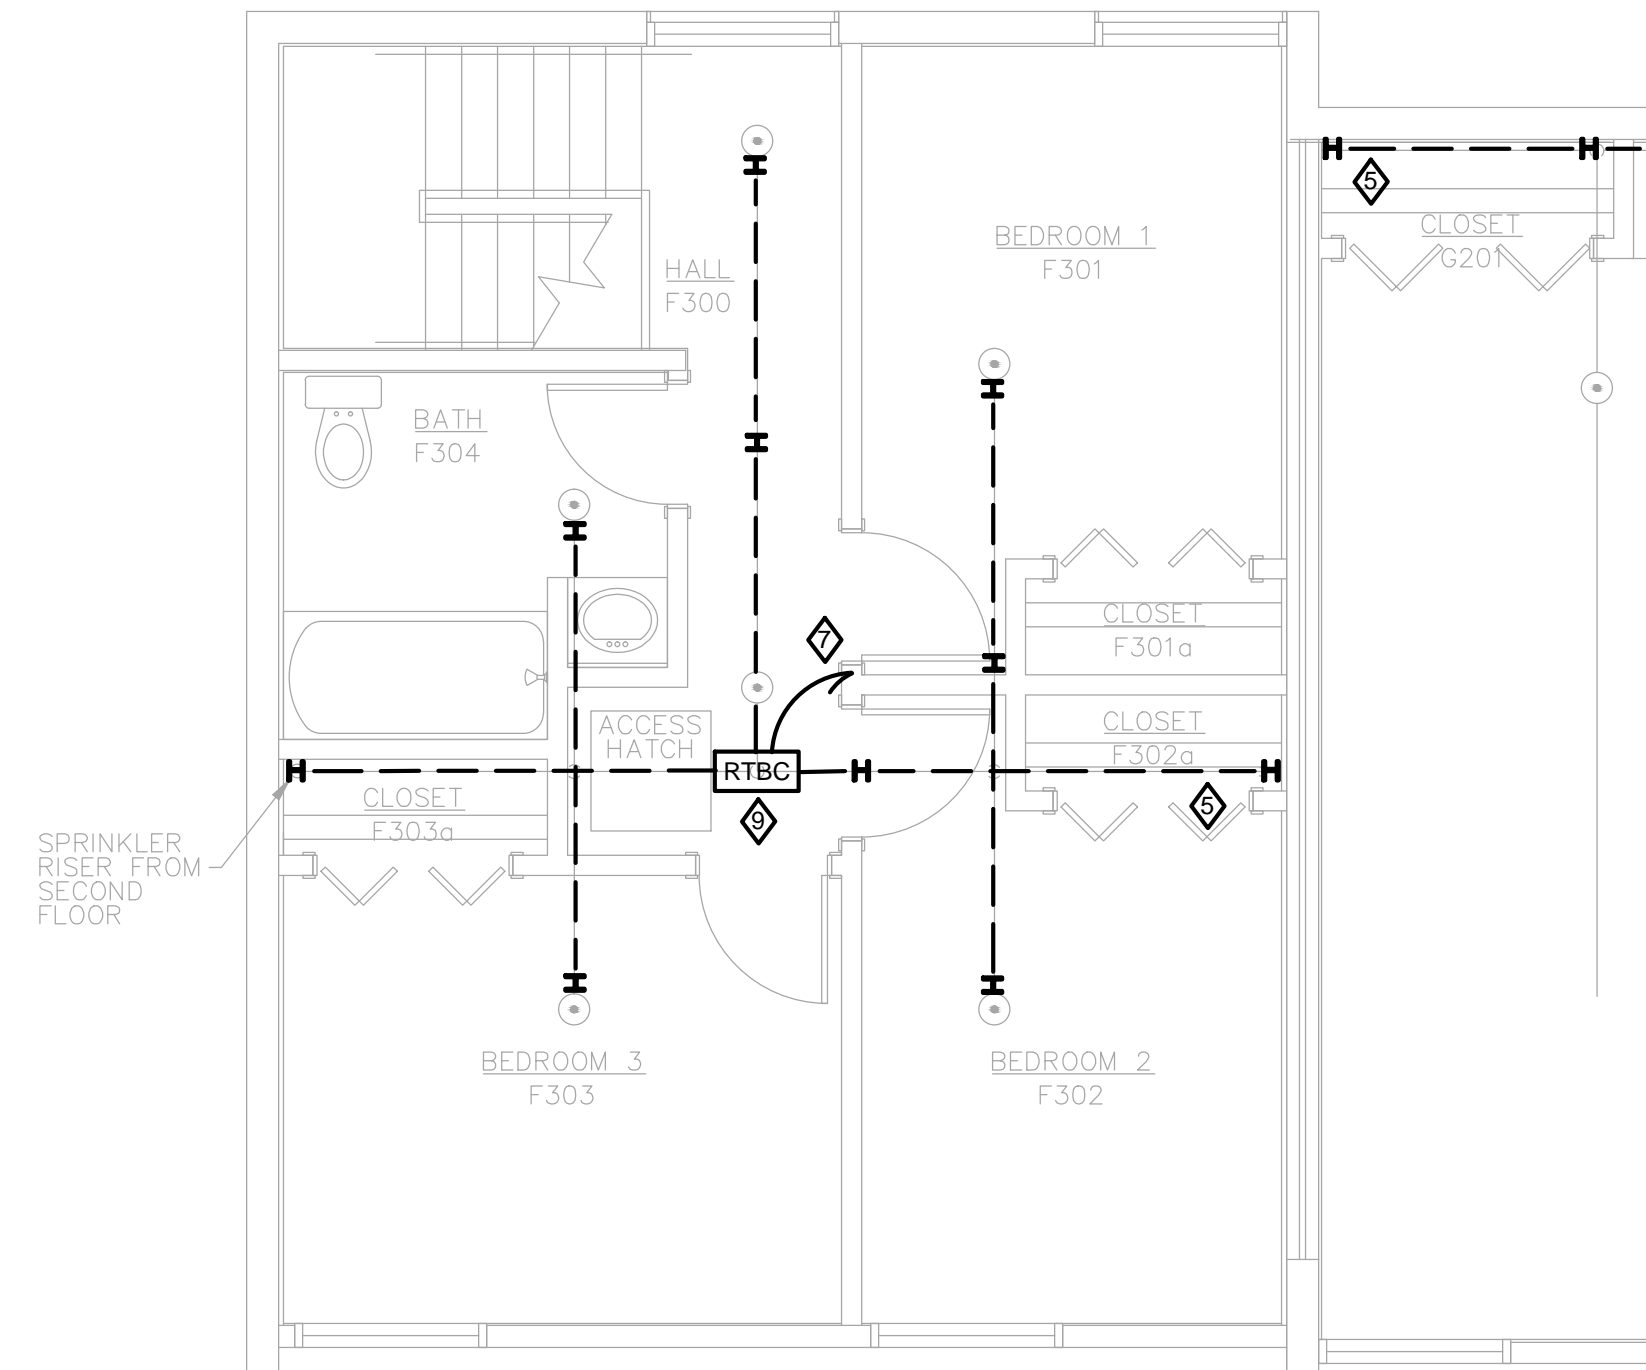 5
CLOSET
G201
BEDROOM 1
F301
HALL
F300
BATH
F304
CLOSET
F301a
7
ACCESS
HATCH
CLOSET
F302a
RTBC
9
5
CLOSET
F303a
SPRINKLER
RISER FROM
SECOND
FLOOR
BEDROOM 3
F303
BEDROOM 2
F302